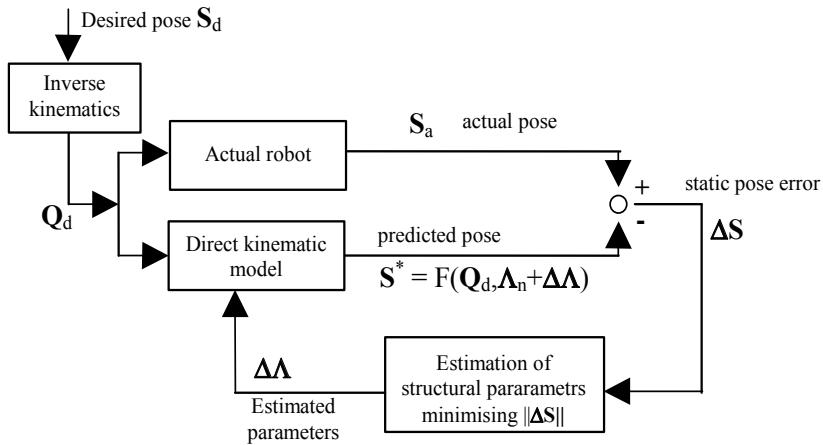 Desired pose S_d
Inverse
kinematics
Q_d
Actual robot
S_a actual pose
Direct kinematic
model
predicted pose
S* = F(Q_d,Λ_n+ΔΛ)
+
-
static pose error
ΔS
Estimation of
structural pararametrs
minimising ||ΔS||
ΔΛ
Estimated
parameters